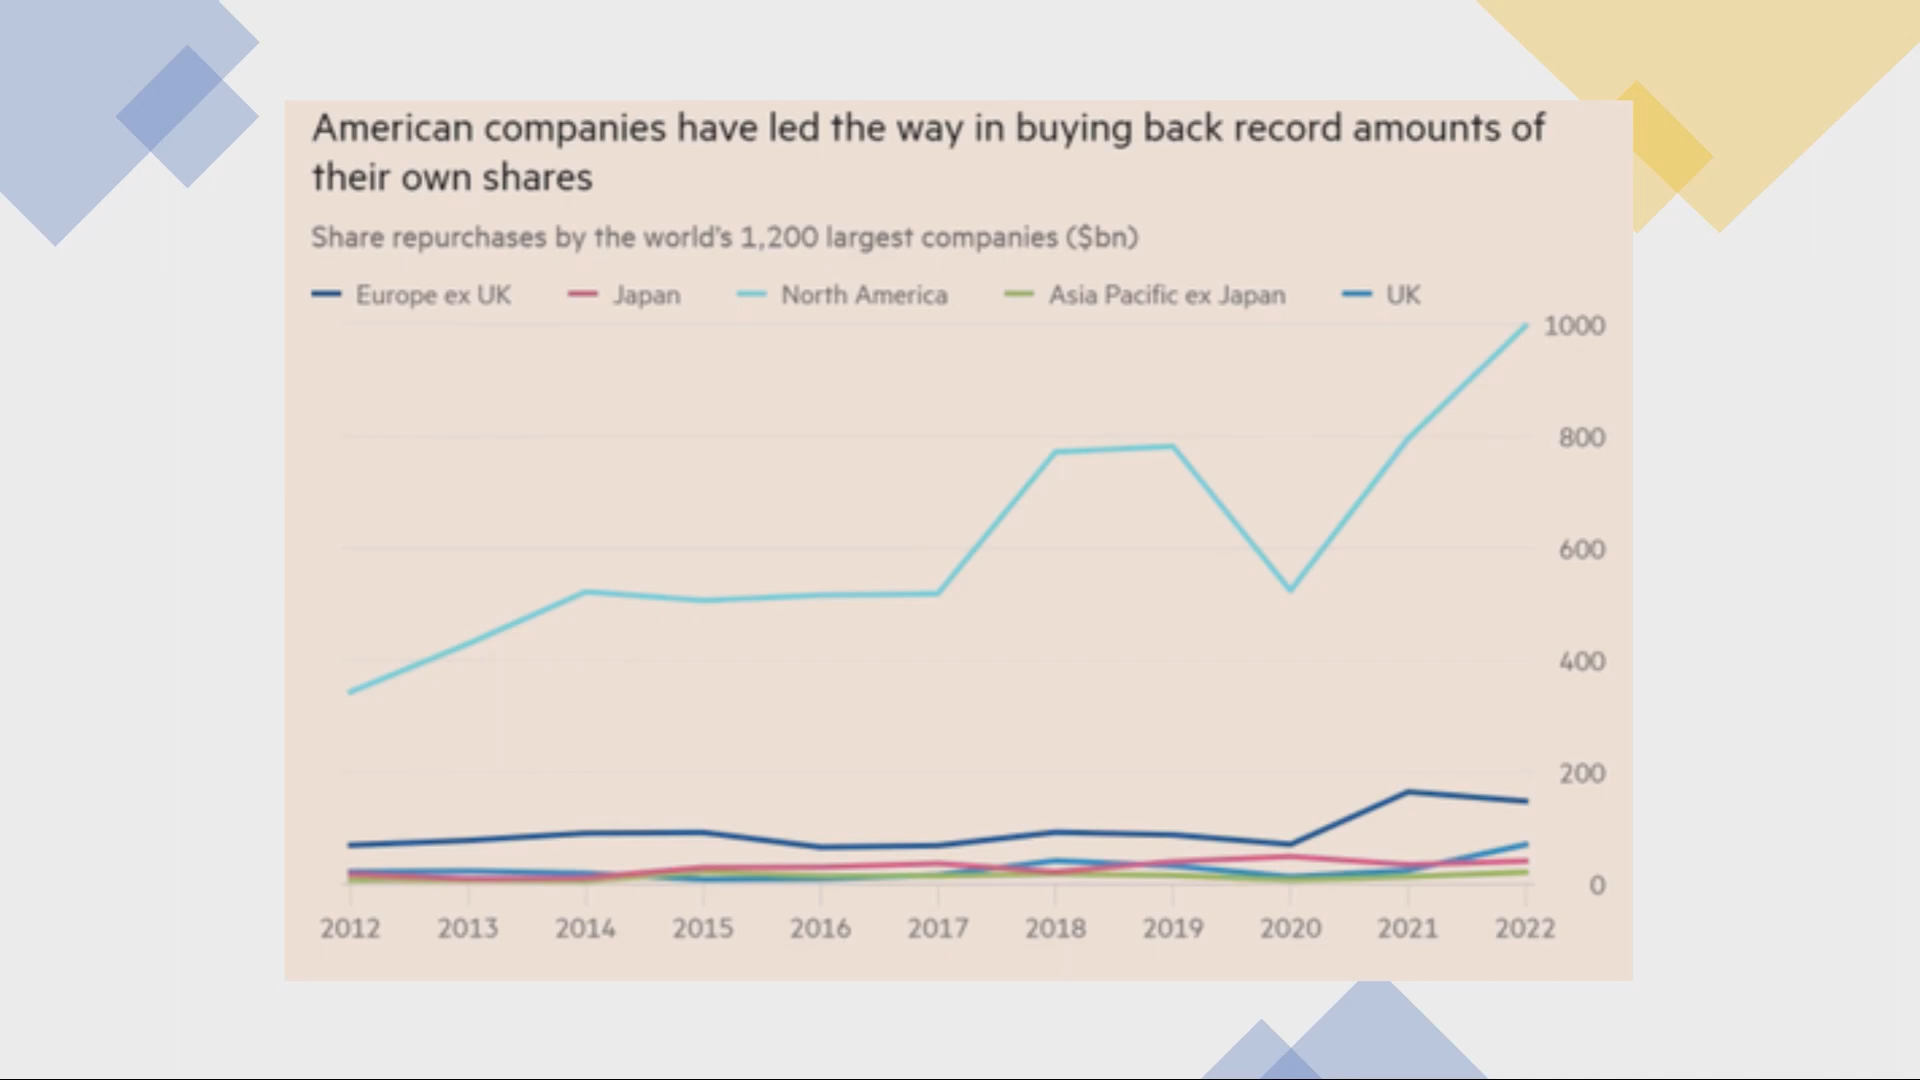 American companies have led the way in buying back record amounts of
their own shares
Share repurchases by the world's 1,200 largest companies ($bn)
Europe ex UK Japan North America Asia Pacific ex Japan UK
1000
800
600
400
200
0
2012 2013 2014 2015 2016 2017 2018 2019 2020 2021 2022